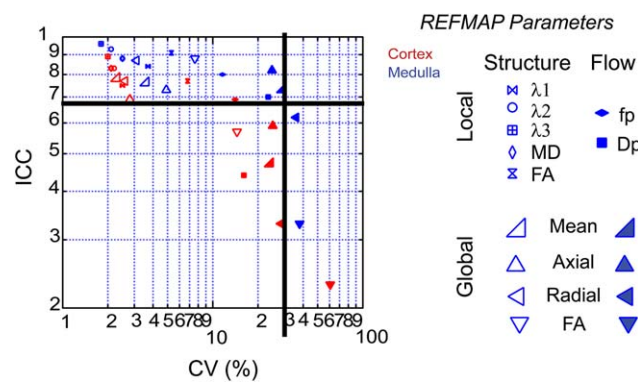 REFMAP Parameters
Cortex
Medulla
Structure Flow
Local
λ1
λ2
λ3
MD
FA
fp
Dp
Global
Mean
Axial
Radial
FA
ICC
1
9
8
7
6
5
4
3
2
1 2 3 4 5 6 7 8 9 10 2 3 4 5 6 7 8 9 100
CV (%)